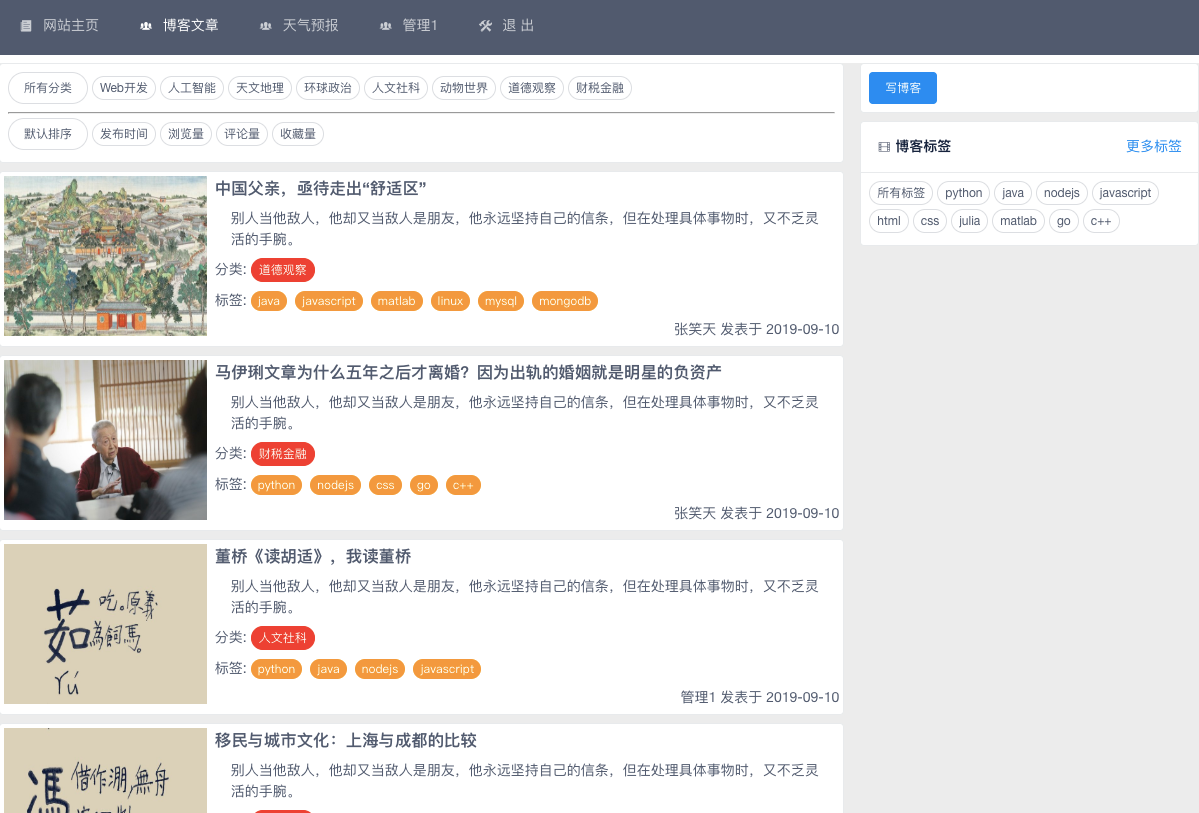 网站主页 博客文章 天气预报 管理1 退 出
所有分类 Web开发 人工智能 天文地理 环球政治 人文社科 动物世界 道德观察 财税金融
默认排序 发布时间 浏览量 评论量 收藏量
写博客
博客标签 更多标签
所有标签 python java nodejs javascript
html css julia matlab go c++
中国父亲，亟待走出“舒适区”
别人当他敌人，他却又当敌人是朋友，他永远坚持自己的信条，但在处理具体事物时，又不乏灵
活的手腕。
分类: 道德观察
标签: java javascript matlab linux mysql mongodb
张笑天 发表于 2019-09-10
马伊琍文章为什么五年之后才离婚？因为出轨的婚姻就是明星的负资产
别人当他敌人，他却又当敌人是朋友，他永远坚持自己的信条，但在处理具体事物时，又不乏灵
活的手腕。
分类: 财税金融
标签: python nodejs css go c++
张笑天 发表于 2019-09-10
茹 吃。原義
為飼馬。
Yú
董桥《读胡适》，我读董桥
别人当他敌人，他却又当敌人是朋友，他永远坚持自己的信条，但在处理具体事物时，又不乏灵
活的手腕。
分类: 人文社科
标签: python java nodejs javascript
管理1 发表于 2019-09-10
馮 借作淜,無舟
移民与城市文化：上海与成都的比较
别人当他敌人，他却又当敌人是朋友，他永远坚持自己的信条，但在处理具体事物时，又不乏灵
活的手腕。